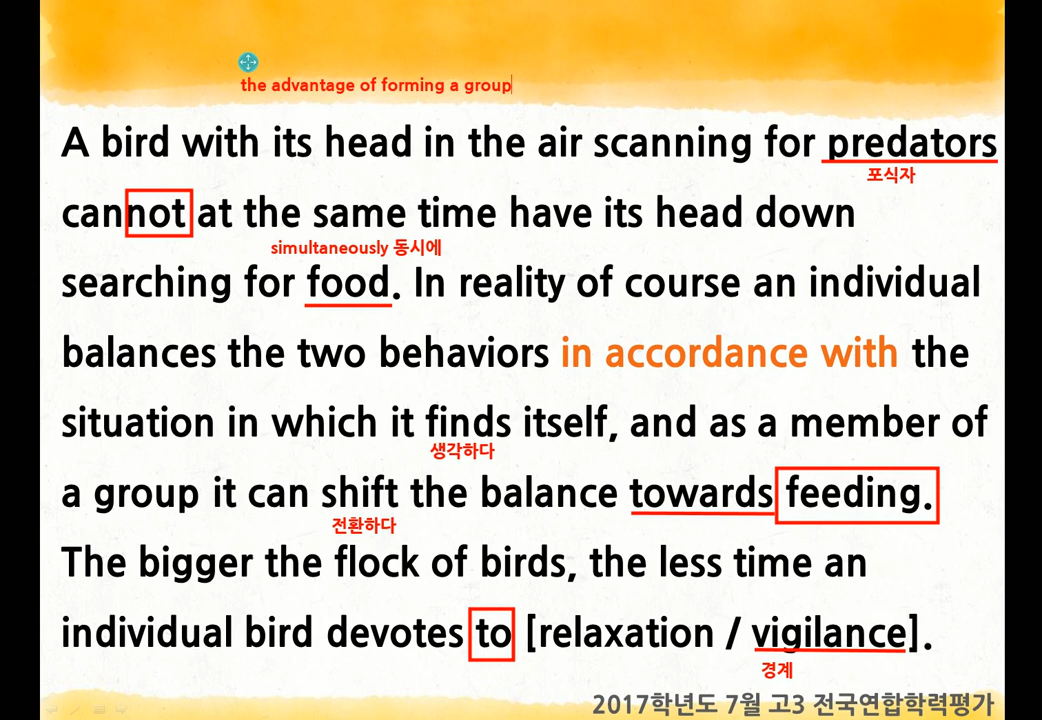 the advantage of forming a group
A bird with its head in the air scanning for predators
포식자
cannot at the same time have its head down
simultaneously 동시에
searching for food. In reality of course an individual
balances the two behaviors in accordance with the
situation in which it finds itself, and as a member of
생각하다
a group it can shift the balance towards feeding.
전환하다
The bigger the flock of birds, the less time an
individual bird devotes to [relaxation / vigilance].
경계
2017학년도 7월 고3 전국연합학력평가